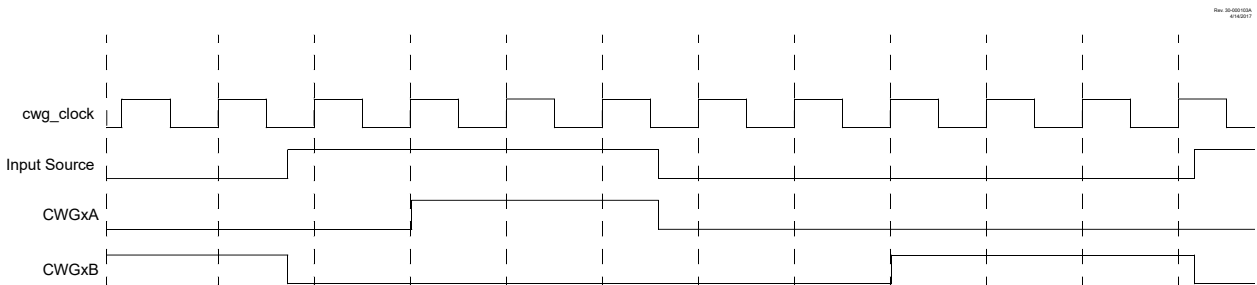 Rev. 30-000103A
4/14/2017
cwg_clock
Input Source
CWGxA
CWGxB